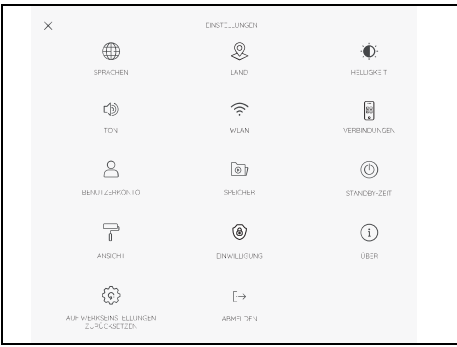 EINSTELLUNGEN
SPRACHEN
LAND
HELLIGKEIT
TON
WLAN
VERBINDUNGEN
BENUTZERKONTO
SPEICHER
STANDBY-ZEIT
ANSICHT
EINWILLIGUNG
ÜBER
AUF WERKSEINSTELLUNGEN
ZURÜCKSETZEN
ABMELDEN